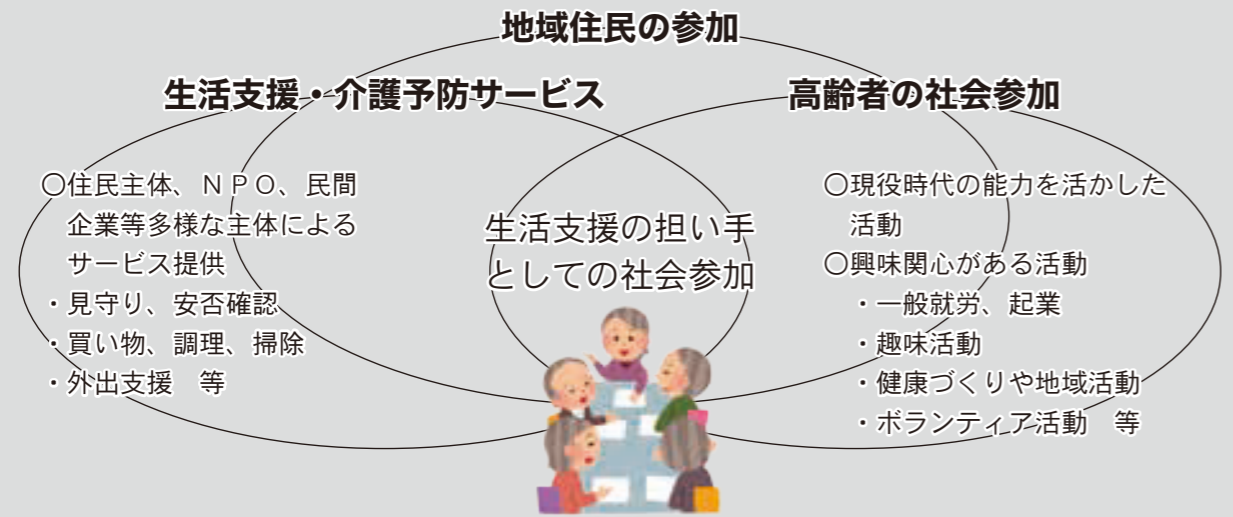 地域住民の参加
生活支援・介護予防サービス
高齢者の社会参加
〇住民主体、ＮＰＯ、民間
企業等多様な主体による
サービス提供
・見守り、安否確認
・買い物、調理、掃除
・外出支援　等
生活支援の担い手
としての社会参加
〇現役時代の能力を活かした
活動
〇興味関心がある活動
・一般就労、起業
・趣味活動
・健康づくりや地域活動
・ボランティア活動　等